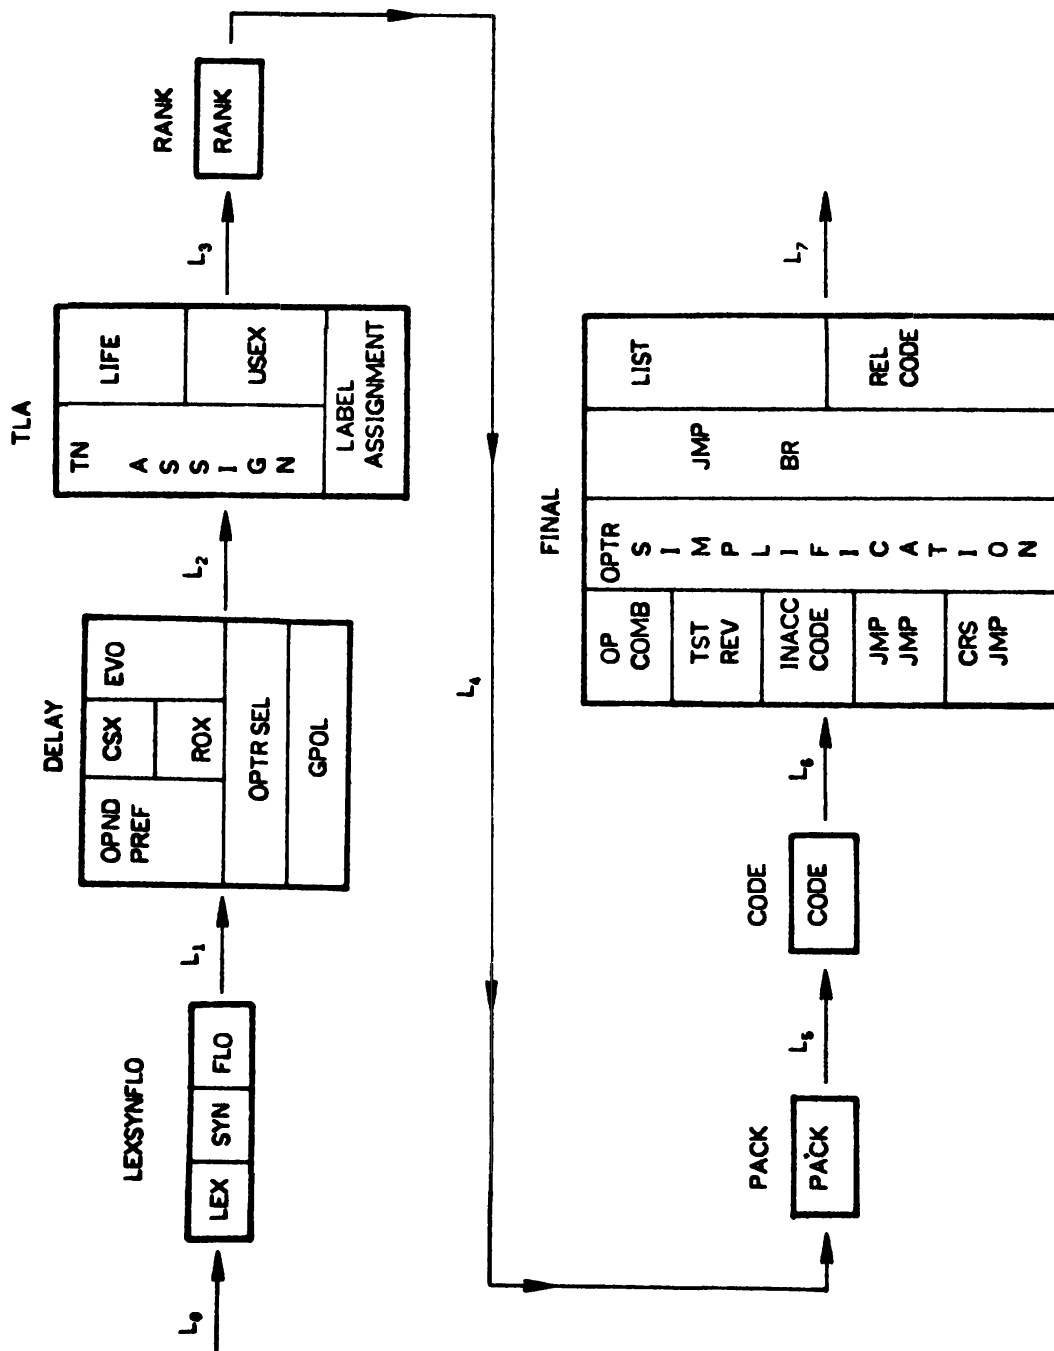 LEXSYNFLO
L0
LEX
SYN
FLO
L1
DELAY
OPND
PREF
CSX
ROX
EVO
OPTR SEL
GPOL
L2
TLA
TN
ASSIGN
LIFE
USEX
LABEL
ASSIGNMENT
L3
RANK
RANK
L4
PACK
PACK
L5
CODE
CODE
L6
FINAL
OP
COMB
TST
REV
INACC
CODE
JMP
JMP
CRS
JMP
OPTR
SIMPLIFICATION
JMP
BR
LIST
REL
CODE
L7